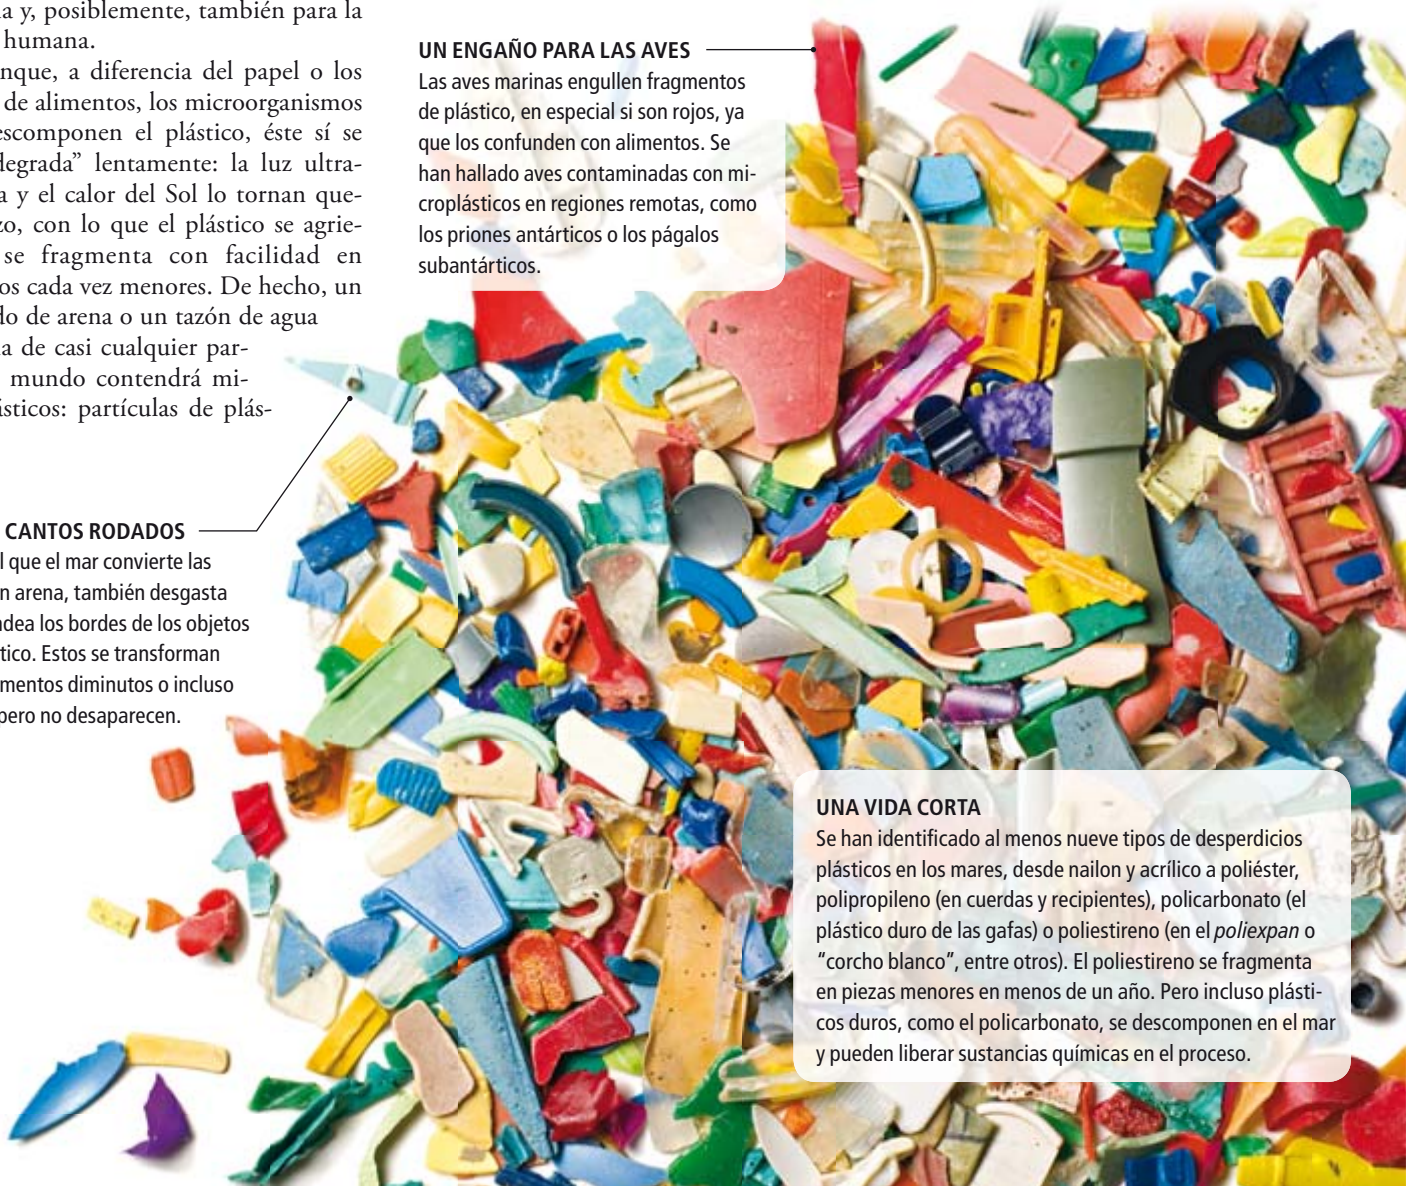 a y, posiblemente, también para la
humana.
nque, a diferencia del papel o los
de alimentos, los microorganismos
escomponen el plástico, éste sí se
degrada” lentamente: la luz ultra-
a y el calor del Sol lo tornan que-
zo, con lo que el plástico se agrie-
se fragmenta con facilidad en
os cada vez menores. De hecho, un
do de arena o un tazón de agua
a de casi cualquier par-
mundo contendrá mi-
ásticos: partículas de plás-
CANTOS RODADOS
l que el mar convierte las
n arena, también desgasta
ndea los bordes de los objetos
tico. Estos se transforman
mentos diminutos o incluso
pero no desaparecen.
UN ENGAÑO PARA LAS AVES
Las aves marinas engullen fragmentos
de plástico, en especial si son rojos, ya
que los confunden con alimentos. Se
han hallado aves contaminadas con mi-
croplásticos en regiones remotas, como
los priones antárticos o los págalos
subantárticos.
UNA VIDA CORTA
Se han identificado al menos nueve tipos de desperdicios
plásticos en los mares, desde nailon y acrílico a poliéster,
polipropileno (en cuerdas y recipientes), policarbonato (el
plástico duro de las gafas) o poliestireno (en el poliexpan o
“corcho blanco”, entre otros). El poliestireno se fragmenta
en piezas menores en menos de un año. Pero incluso plásti-
cos duros, como el policarbonato, se descomponen en el mar
y pueden liberar sustancias químicas en el proceso.